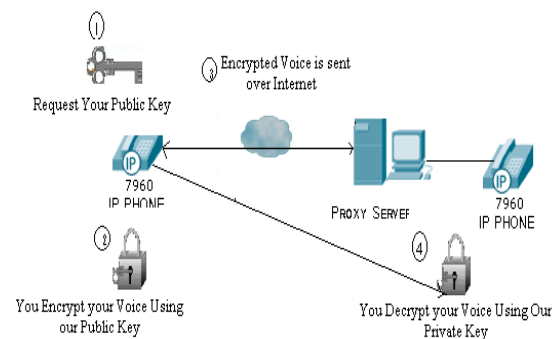 1
Request Your Public Key
3
Encrypted Voice is sent
over Internet
IP
7960
IP PHONE
PROXY SERVER
IP
7960
IP PHONE
2
You Encrypt your Voice Using
our Public Key
4
You Decrypt your Voice Using Our
Private Key